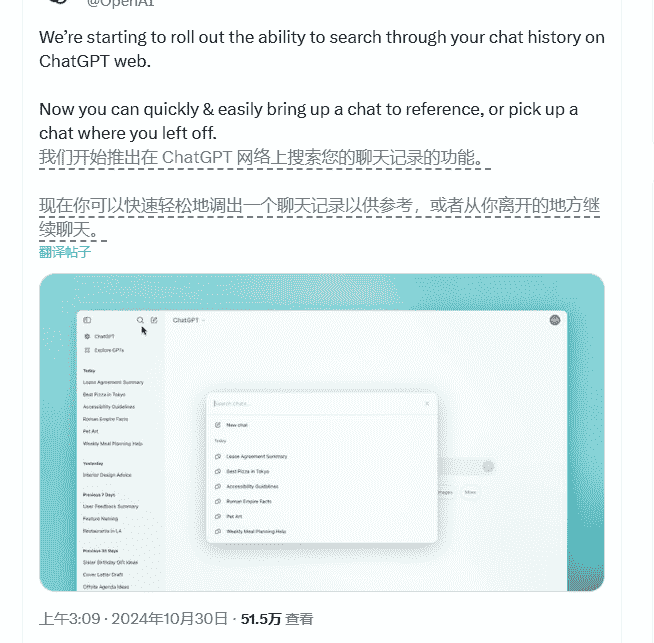 @OpenAI
We're starting to roll out the ability to search through your chat history on
ChatGPT web.
Now you can quickly & easily bring up a chat to reference, or pick up a
chat where you left off.
我们开始推出在 ChatGPT 网络上搜索您的聊天记录的功能。
现在你可以快速轻松地调出一个聊天记录以供参考，或者从你离开的地方继
续聊天。
翻译帖子
ChatGPT
ChatGPT
Explore GPTs
Today
Lease Agreement Summary
Best Pizza in Tokyo
Accessibility Guidelines
Roman Empire Facts
Pet Art
Weekly Meal Planning Help
Yesterday
Interior Design Advice
Previous 7 Days
User Feedback Summary
Feature Naming
Restaurants in LA
Previous 30 Days
Sister Birthday Gift Ideas
Cover Letter Draft
Offsite Agenda Ideas
Search chats...
New chat
Today
Lease Agreement Summary
Best Pizza in Tokyo
Accessibility Guidelines
Roman Empire Facts
Pet Art
Weekly Meal Planning Help
More
上午3:09 · 2024年10月30日 · 51.5万 查看